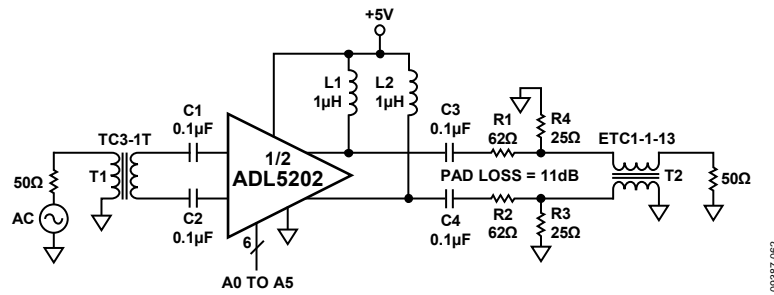 +5V
L1
1µH
L2
1µH
C1
0.1µF
C3
0.1µF
R1
62Ω
R4
25Ω
ETC1-1-13
TC3-1T
50Ω
T1
1/2
ADL5202
PAD LOSS = 11dB
T2
50Ω
AC
C2
0.1µF
C4
0.1µF
R2
62Ω
R3
25Ω
6
A0 TO A5
09387-062